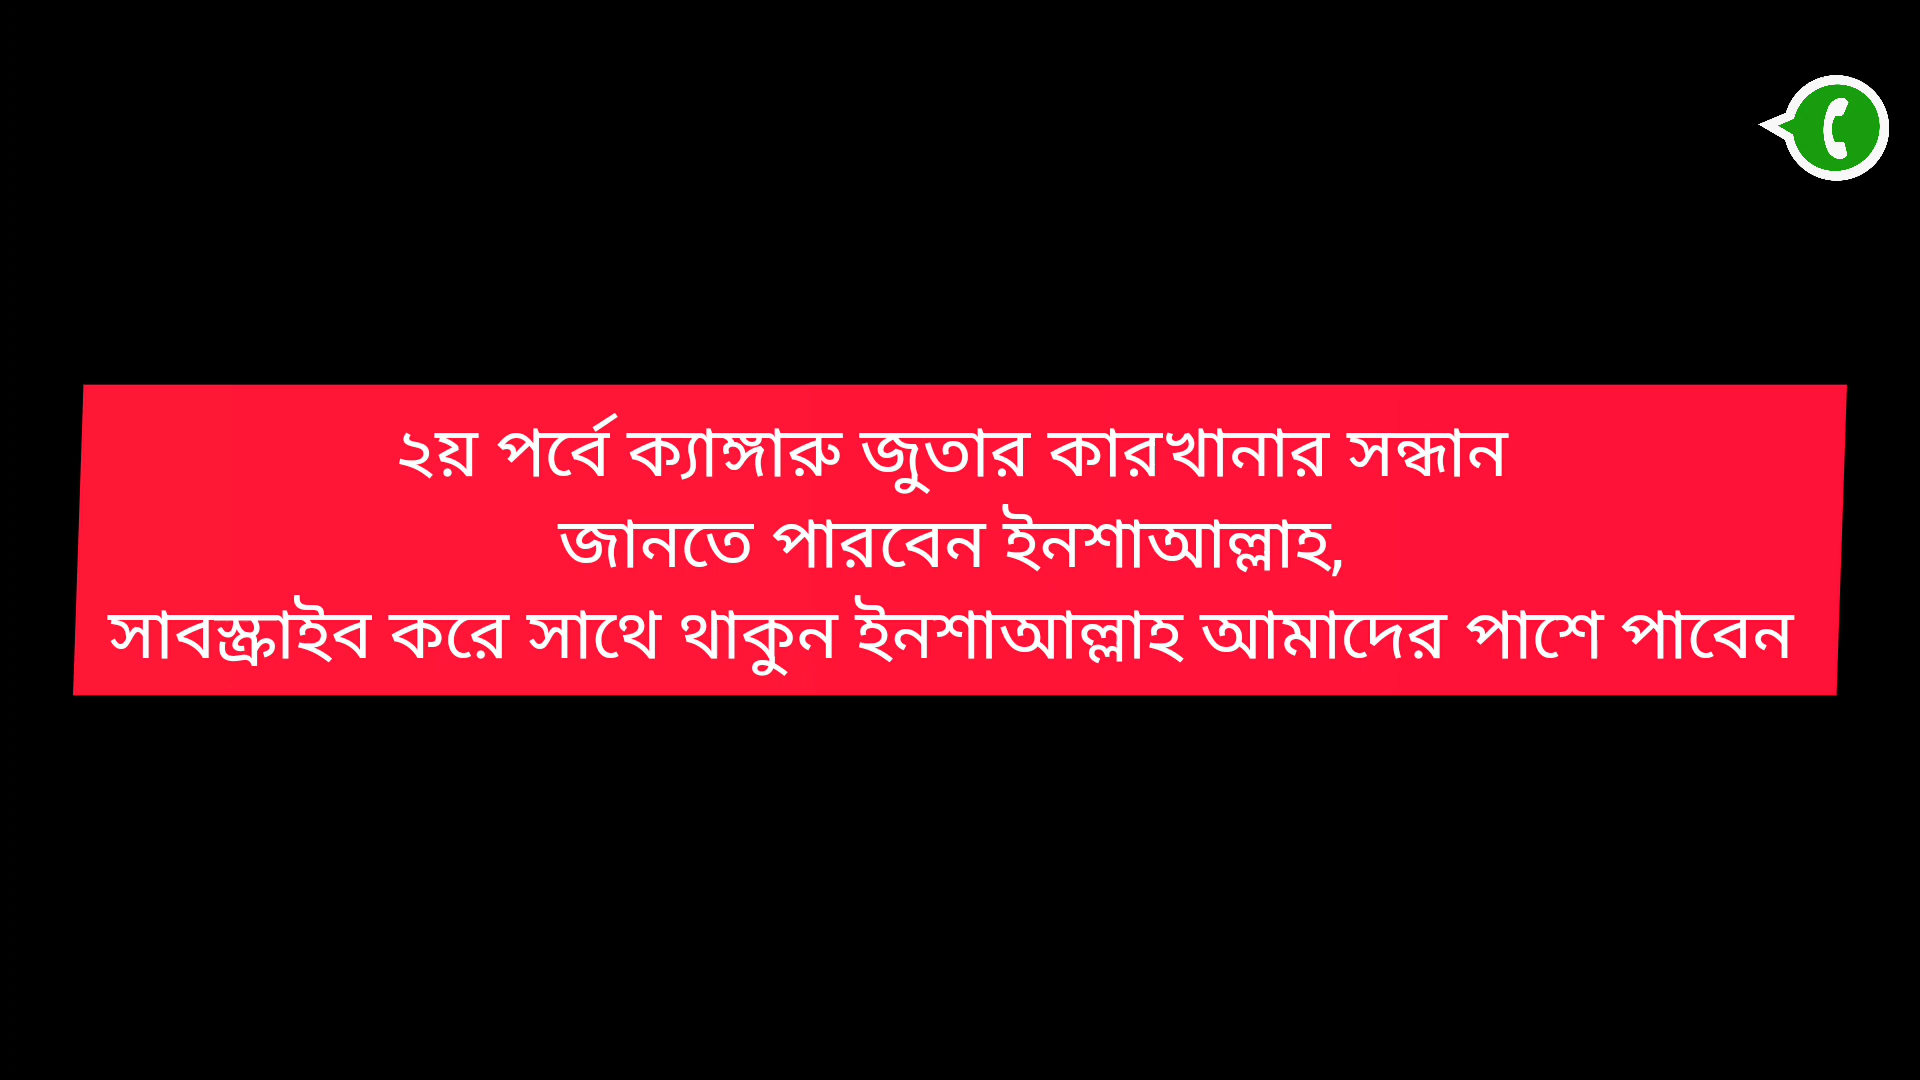 ২য় পর্বে ক্যাঙ্গারু জুতার কারখানার সন্ধান
জানতে পারবেন ইনশাআল্লাহ,
সাবস্ক্রাইব করে সাথে থাকুন ইনশাআল্লাহ আমাদের পাশে পাবেন